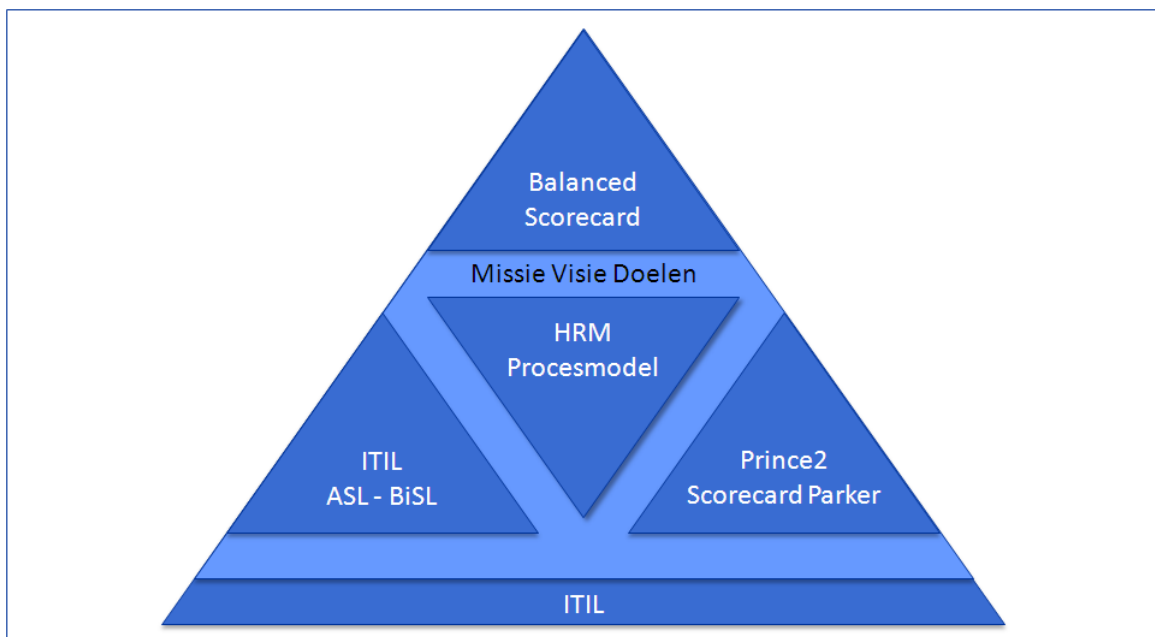 Balanced
Scorecard
Missie Visie Doelen
HRM
Procesmodel
ITIL
ASL - BiSL
Prince2
Scorecard Parker
ITIL